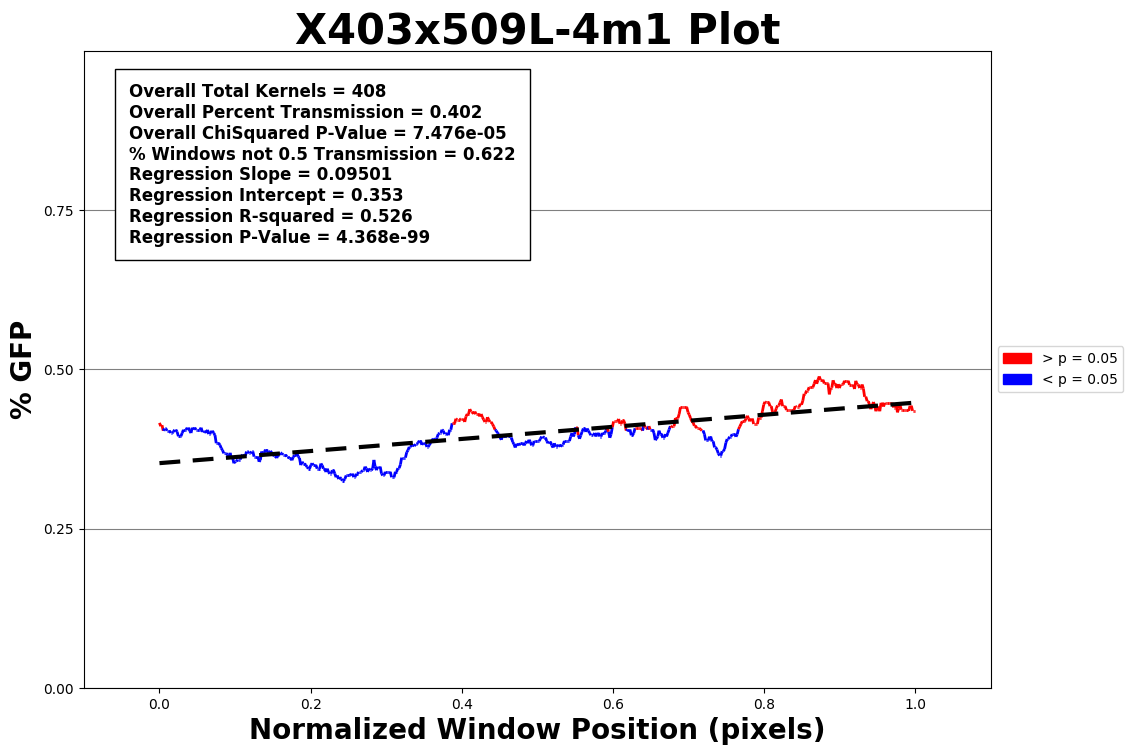 X403x509L-4m1 Plot
Overall Total Kernels = 408
Overall Percent Transmission = 0.402
Overall ChiSquared P-Value = 7.476e-05
% Windows not 0.5 Transmission = 0.622
Regression Slope = 0.09501
Regression Intercept = 0.353
Regression R-squared = 0.526
Regression P-Value = 4.368e-99
0.75
0.50
0.25
0.00
% GFP
> p = 0.05
< p = 0.05
0.0 0.2 0.4 0.6 0.8 1.0
Normalized Window Position (pixels)